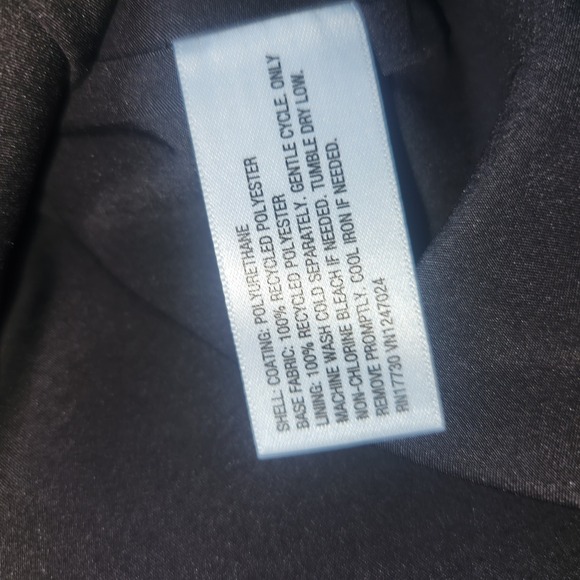 SHELL: COATING: POLYURETHANE
BASE FABRIC: 100% RECYCLED POLYESTER
LINING: 100% RECYCLED POLYESTER
MACHINE WASH COLD SEPARATELY. GENTLE CYCLE. ONLY
NON-CHLORINE BLEACH IF NEEDED. TUMBLE DRY LOW.
REMOVE PROMPTLY. COOL IRON IF NEEDED.
RN17730 VN1247024